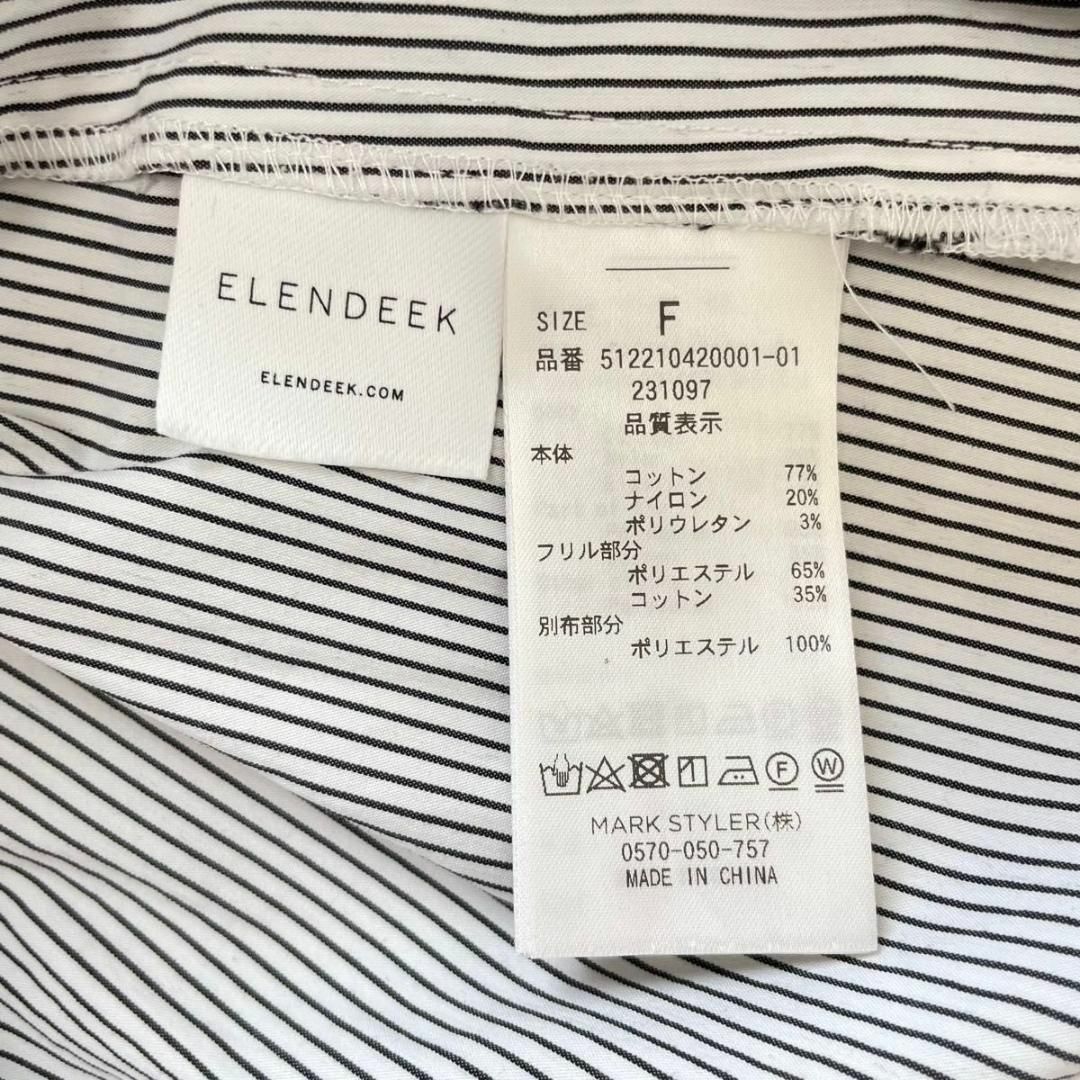 ELENDEEK
ELENDEEK.COM
SIZE F
品番 512210420001-01
231097
品質表示
本体
コットン 77%
ナイロン 20%
ポリウレタン 3%
フリル部分
ポリエステル 65%
コットン 35%
別布部分
ポリエステル 100%
F W
MARK STYLER(株)
0570-050-757
MADE IN CHINA